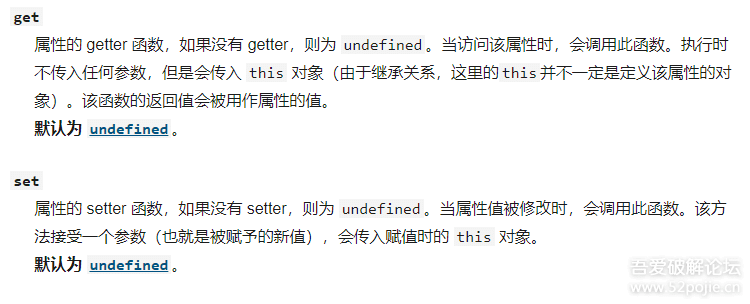 get
属性的 getter 函数，如果没有 getter，则为 undefined。当访问该属性时，会调用此函数。执行时
不传入任何参数，但是会传入 this 对象（由于继承关系，这里的this并不一定是定义该属性的对
象）。该函数的返回值会被用作属性的值。
默认为 undefined。
set
属性的 setter 函数，如果没有 setter，则为 undefined。当属性值被修改时，会调用此函数。该方
法接受一个参数（也就是被赋予的新值），会传入赋值时的 this 对象。
默认为 undefined。
吾爱破解论坛
www.52pojie.cn